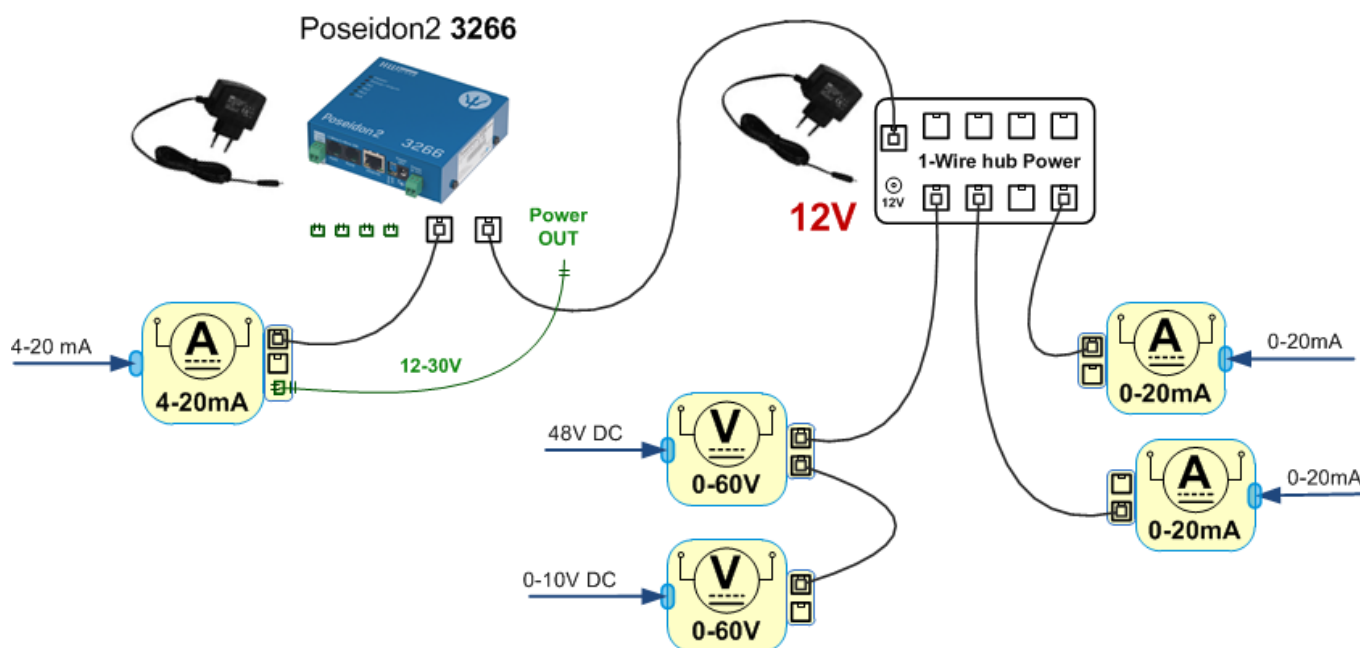 Poseidon2 3266
Poseidon2
3266
Power
OUT
12V
1-Wire hub Power
12V
4-20 mA
A
4-20mA
12-30V
48V DC
V
0-60V
0-10V DC
V
0-60V
A
0-20mA
0-20mA
A
0-20mA
0-20mA